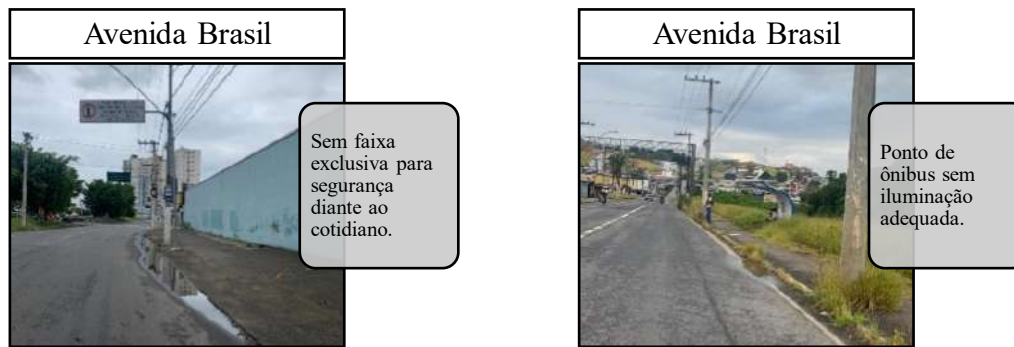 Avenida Brasil
Sem faixa
exclusiva para
segurança
diante ao
cotidiano.
Avenida Brasil
Ponto de
ônibus sem
iluminação
adequada.